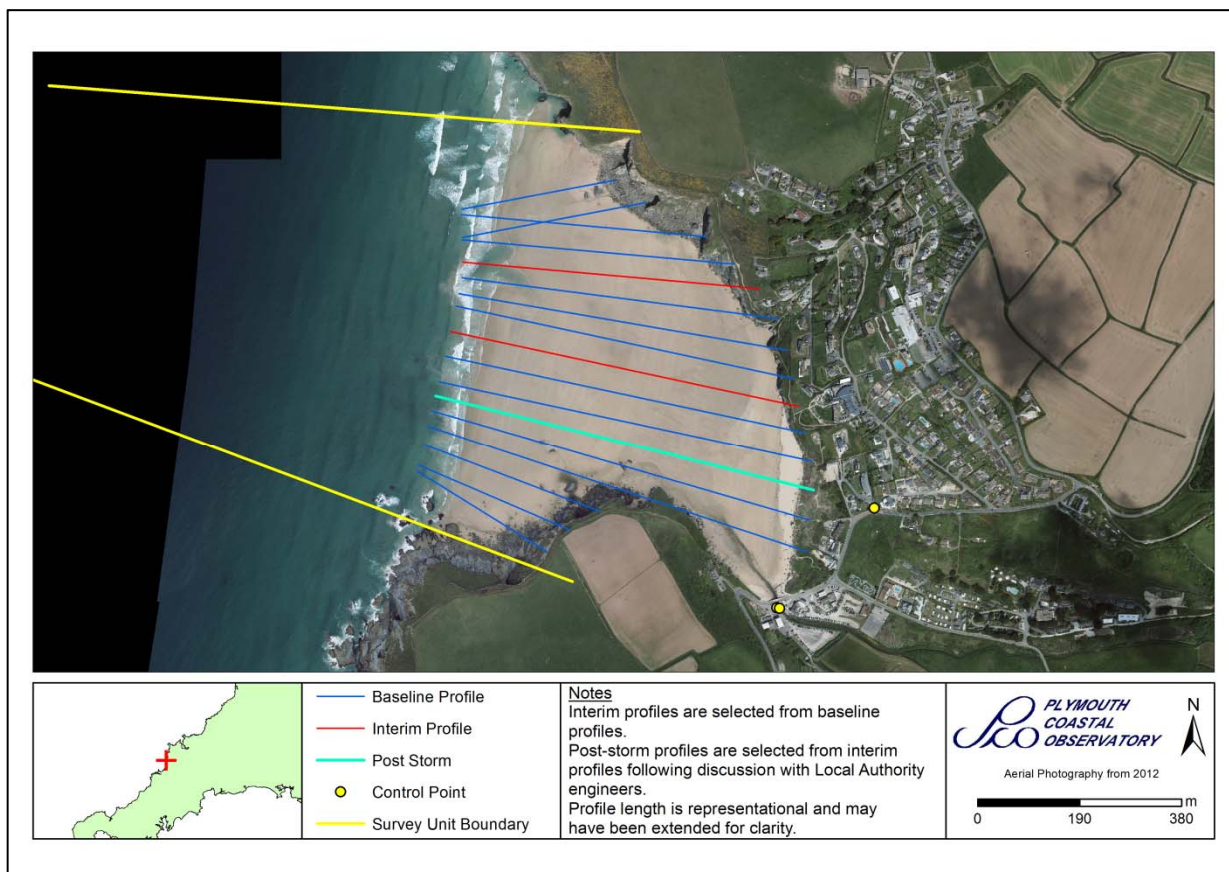 Baseline Profile
Interim Profile
Post Storm
Control Point
Survey Unit Boundary
Notes
Interim profiles are selected from baseline
profiles.
Post-storm profiles are selected from interim
profiles following discussion with Local Authority
engineers.
Profile length is representational and may
have been extended for clarity.
PLYMOUTH
COASTAL
OBSERVATORY
N
Aerial Photography from 2012
m
0 190 380